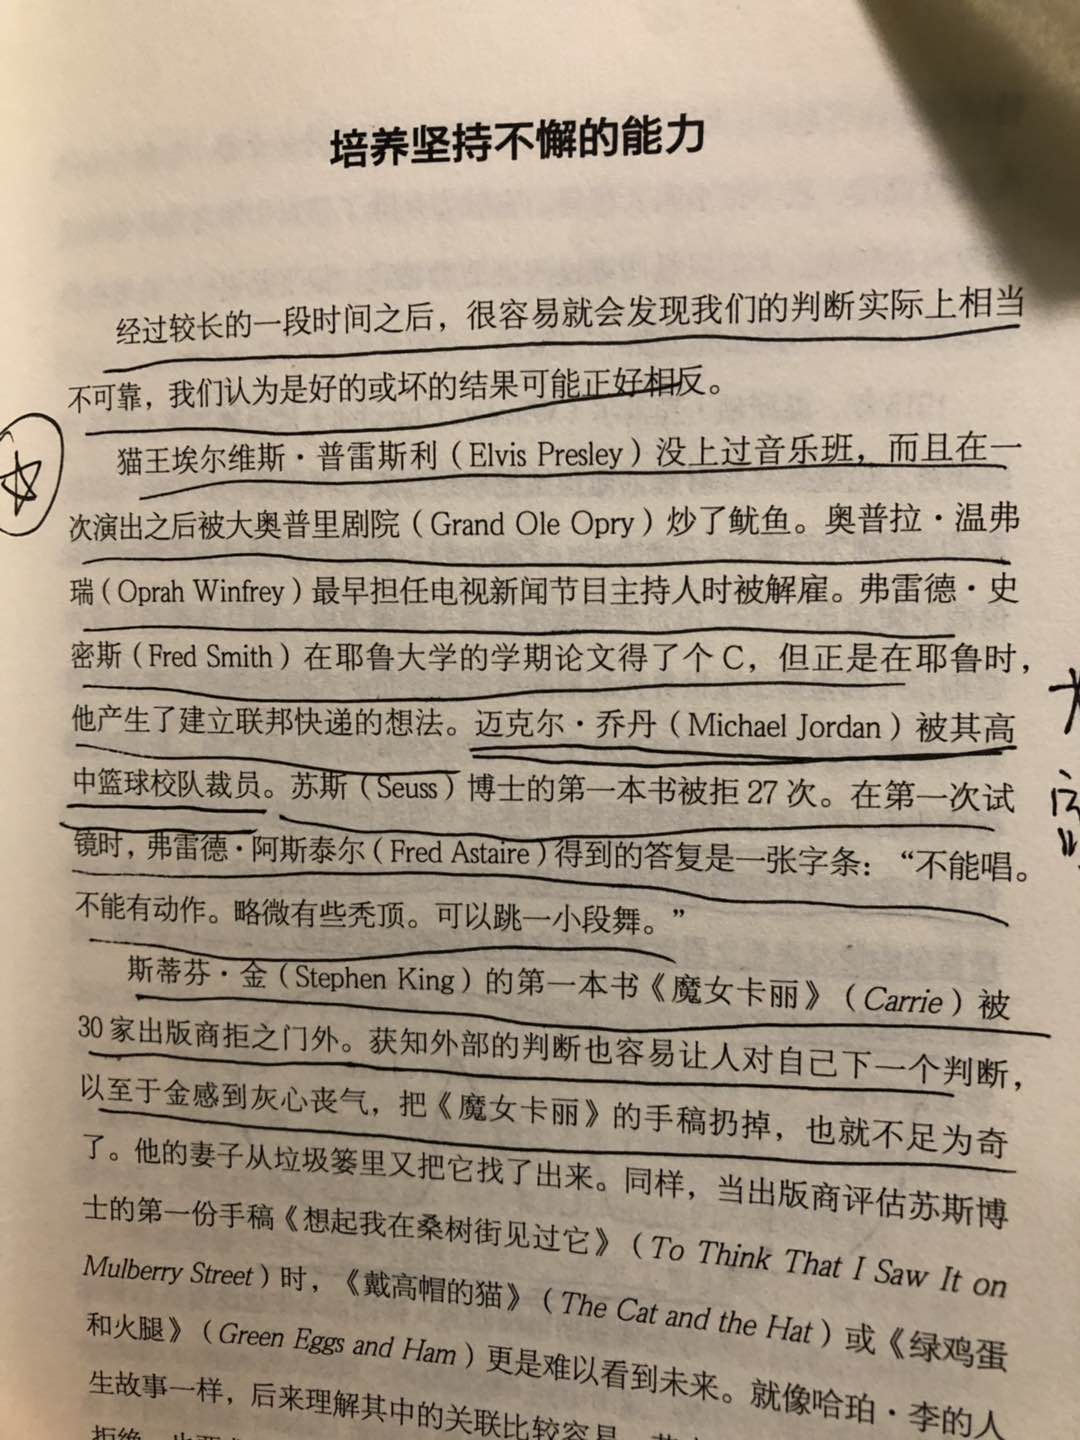 培养坚持不懈的能力
经过较长的一段时间之后，很容易就会发现我们的判断实际上相当
不可靠，我们认为是好的或坏的结果可能正好相反。
猫王埃尔维斯·普雷斯利（Elvis Presley）没上过音乐班，而且在一
次演出之后被大奥普里剧院（Grand Ole Opry）炒了鱿鱼。奥普拉·温弗
瑞（Oprah Winfrey）最早担任电视新闻节目主持人时被解雇。弗雷德·史
密斯（Fred Smith）在耶鲁大学的学期论文得了个C，但正是在耶鲁时，
他产生了建立联邦快递的想法。迈克尔·乔丹（Michael Jordan）被其高
中篮球校队裁员。苏斯（Seuss）博士的第一本书被拒27次。在第一次试
镜时，弗雷德·阿斯泰尔（Fred Astaire）得到的答复是一张字条：“不能唱。
不能有动作。略微有些秃顶。可以跳一小段舞。”
斯蒂芬·金（Stephen King）的第一本书《魔女卡丽》（Carrie）被
30家出版商拒之门外。获知外部的判断也容易让人对自己下一个判断，
以至于金感到灰心丧气，把《魔女卡丽》的手稿扔掉，也就不足为奇
了。他的妻子从垃圾篓里又把它找了出来。同样，当出版商评估苏斯博
士的第一份手稿《想起我在桑树街见过它》（To Think That I Saw It on
Mulberry Street）时，《戴高帽的猫》（The Cat and the Hat）或《绿鸡蛋
和火腿》（Green Eggs and Ham）更是难以看到未来。就像哈珀·李的人
生故事一样，后来理解其中的关联比较容易